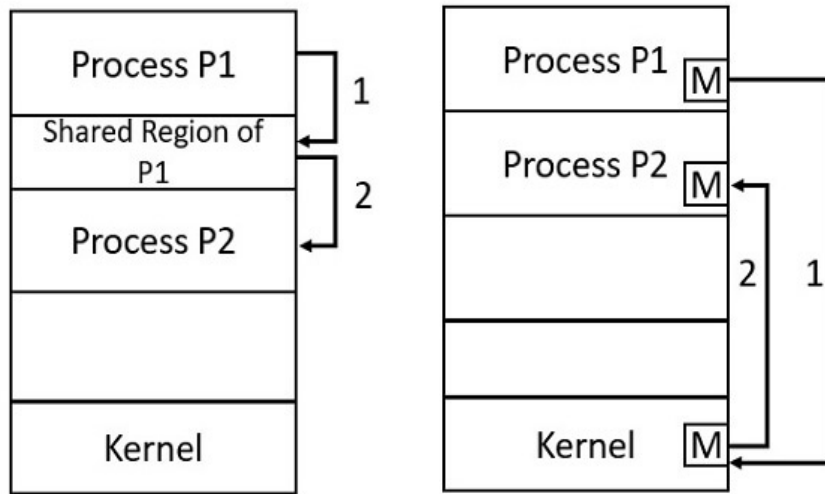 Process P1
1
Shared Region of
P1
2
Process P2
Kernel
Process P1
M
Process P2
M
2
1
Kernel
M